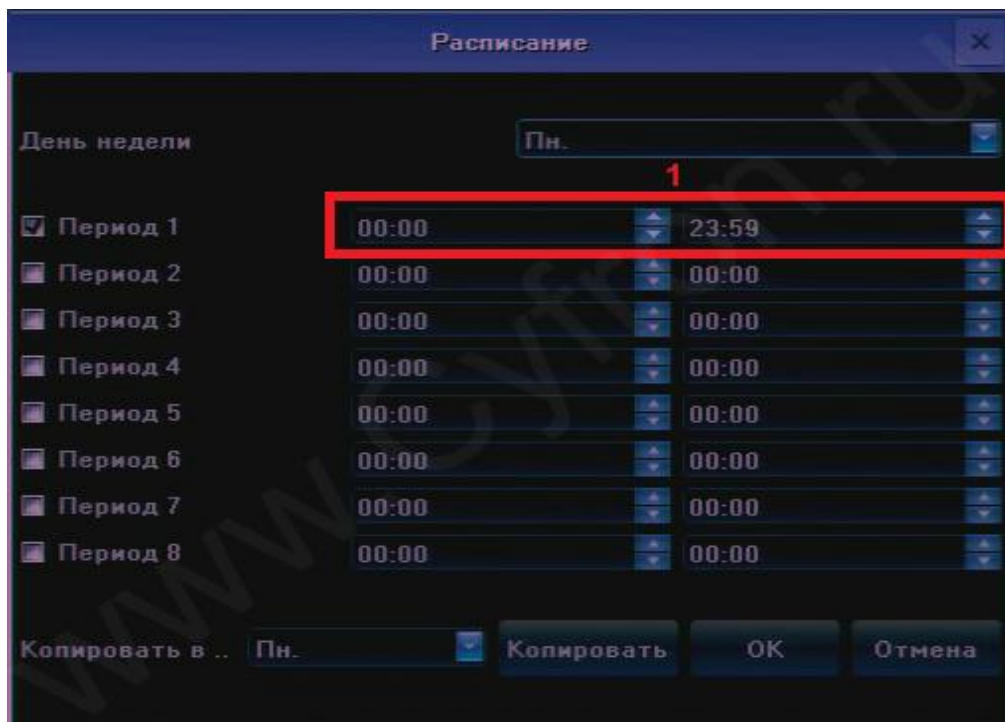 Расписание
День недели Пн.
1
Период 1 00:00 23:59
Период 2 00:00 00:00
Период 3 00:00 00:00
Период 4 00:00 00:00
Период 5 00:00 00:00
Период 6 00:00 00:00
Период 7 00:00 00:00
Период 8 00:00 00:00
Копировать в .. Пн. Копировать ОК Отмена
www.Cyfron.ru